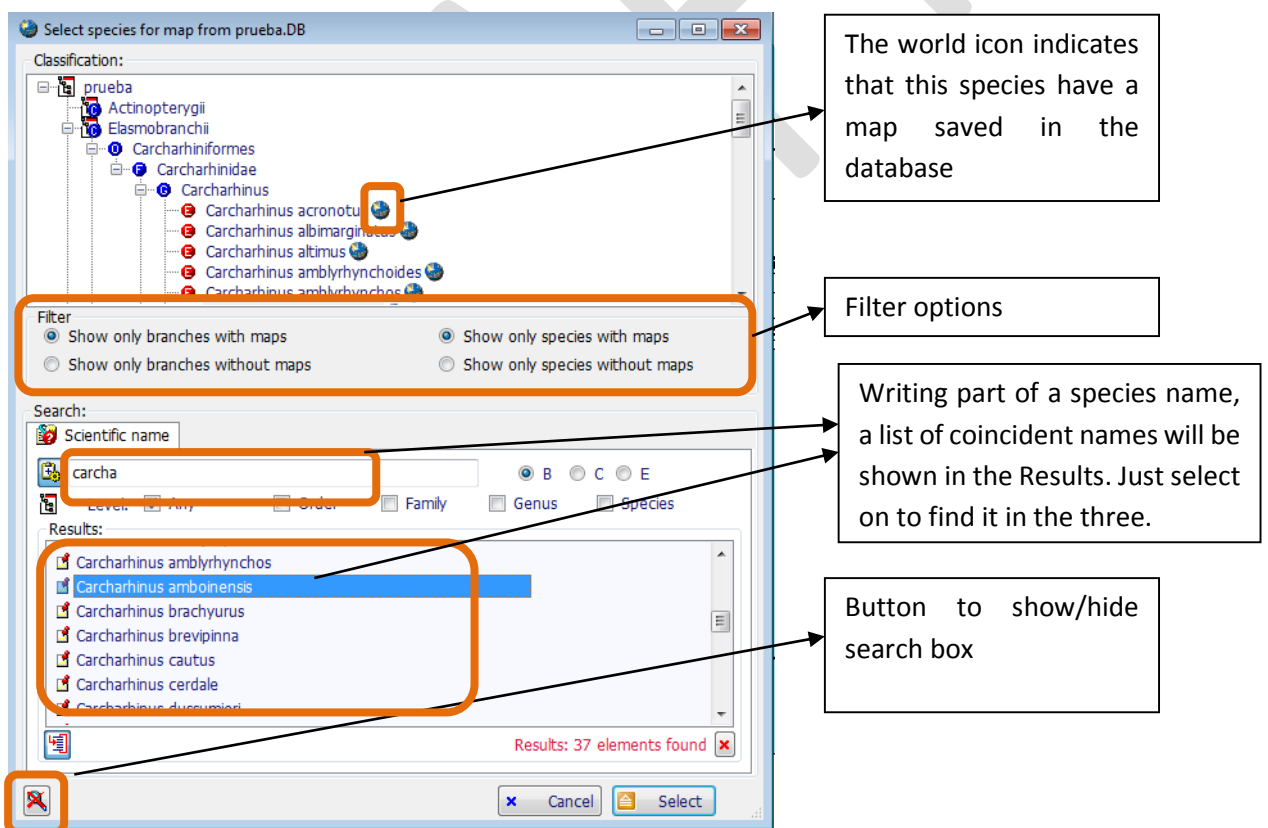 Select species for map from prueba.DB
Classification:
prueba
Actinopterygii
Elasmobranchii
Carcharhiniformes
Carcharhinidae
Carcharhinus
Carcharhinus acronotu
Carcharhinus albimarginatus
Carcharhinus altimus
Carcharhinus amblyrhynchoides
Carcharhinus amblyrhynchos
Filter
Show only branches with maps
Show only species with maps
Show only branches without maps
Show only species without maps
Search:
Scientific name
carcha
B C E
Level: Any Order Family Genus Species
Results:
Carcharhinus amblyrhynchos
Carcharhinus amboinensis
Carcharhinus brachyurus
Carcharhinus brevipinna
Carcharhinus cautus
Carcharhinus cerdale
Carcharhinus dussumieri
Results: 37 elements found
Cancel
Select
The world icon indicates
that this species have a
map saved in the
database
Filter options
Writing part of a species name,
a list of coincident names will be
shown in the Results. Just select
on to find it in the three.
Button to show/hide
search box